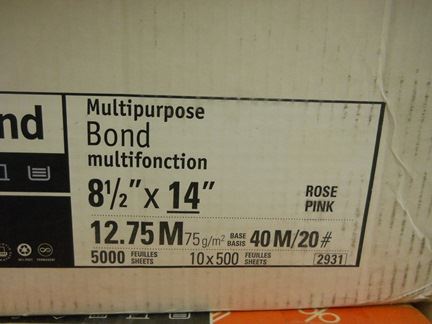 nd
Multipurpose
Bond
multifonction
8½" x 14"
ROSE
PINK
12.75 M 75 g/m² BASE BASIS 40 M/20#
5000 FEUILLES SHEETS 10 x 500 FEUILLES SHEETS 2931